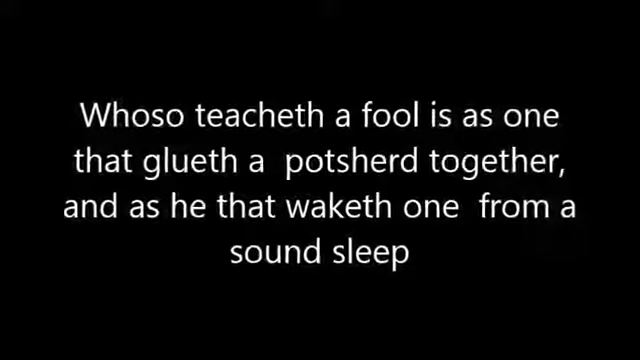 Whoso teacheth a fool is as one
that glueth a  potsherd together,
and as he that waketh one  from a
sound sleep